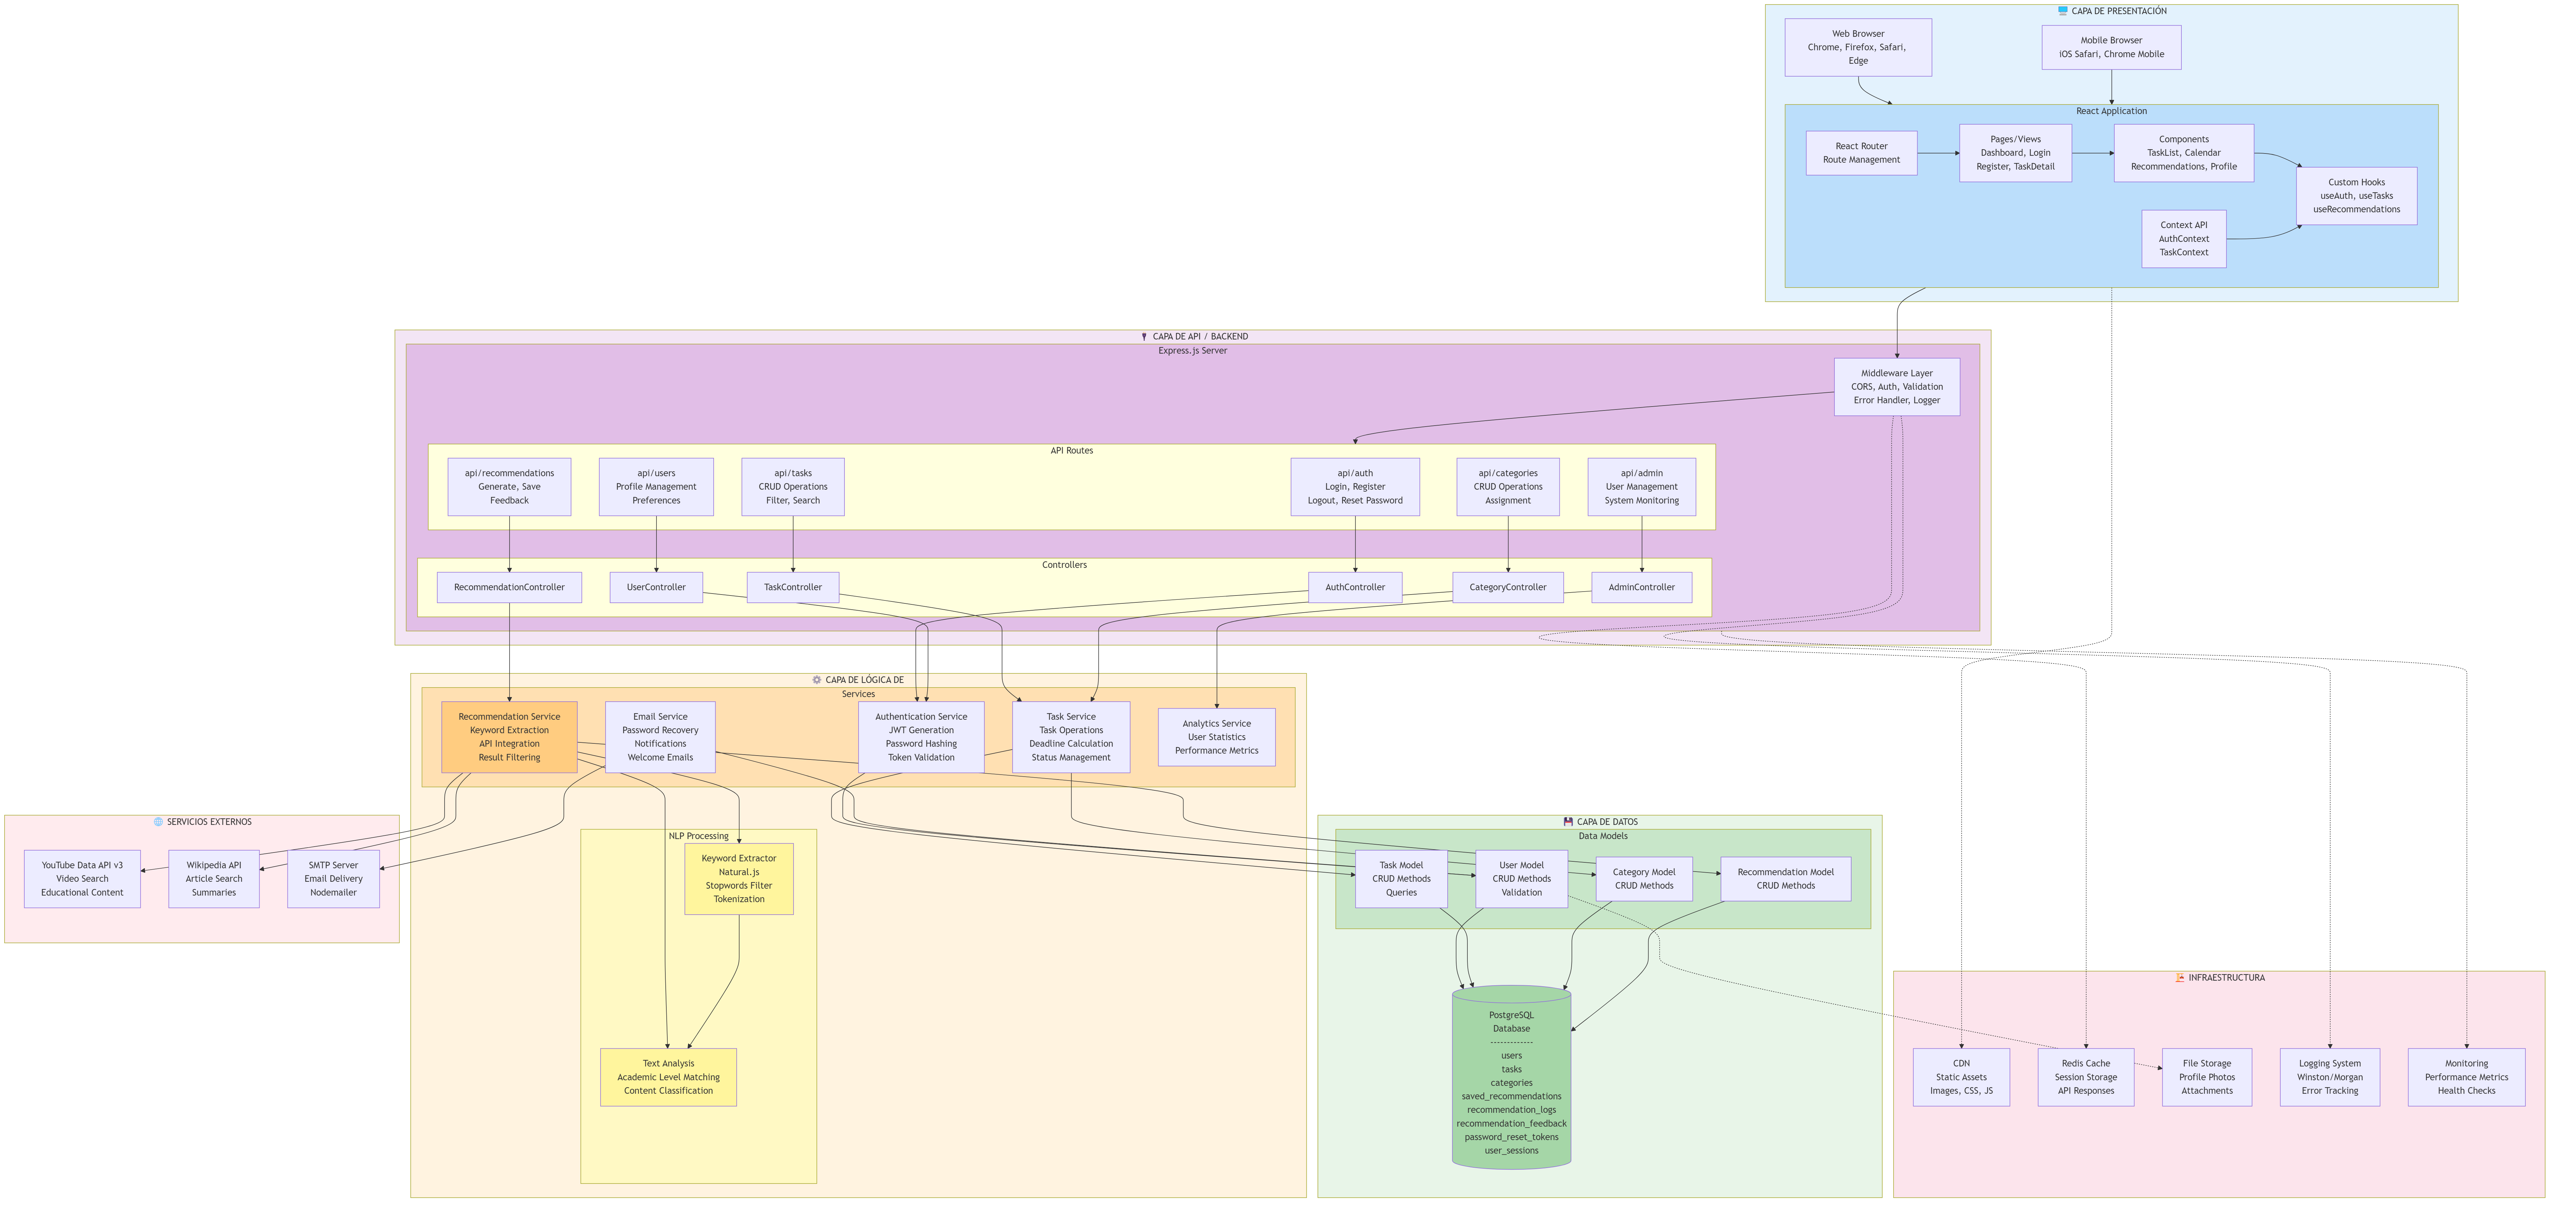 🖥️ CAPA DE PRESENTACIÓN
Web Browser
Chrome, Firefox, Safari,
Edge
Mobile Browser
iOS Safari, Chrome Mobile
React Application
React Router
Route Management
Pages/Views
Dashboard, Login
Register, TaskDetail
Components
TaskList, Calendar
Recommendations, Profile
Custom Hooks
useAuth, useTasks
useRecommendations
Context API
AuthContext
TaskContext
CAPA DE API / BACKEND
Express.js Server
Middleware Layer
CORS, Auth, Validation
Error Handler, Logger
API Routes
api/recommendations
Generate, Save
Feedback
api/users
Profile Management
Preferences
api/tasks
CRUD Operations
Filter, Search
api/auth
Login, Register
Logout, Reset Password
api/categories
CRUD Operations
Assignment
api/admin
User Management
System Monitoring
Controllers
RecommendationController
UserController
TaskController
AuthController
CategoryController
AdminController
⚙️ CAPA DE LÓGICA DE
Services
Recommendation Service
Keyword Extraction
API Integration
Result Filtering
Email Service
Password Recovery
Notifications
Welcome Emails
Authentication Service
JWT Generation
Password Hashing
Token Validation
Task Service
Task Operations
Deadline Calculation
Status Management
Analytics Service
User Statistics
Performance Metrics
🌐 SERVICIOS EXTERNOS
YouTube Data API v3
Video Search
Educational Content
Wikipedia API
Article Search
Summaries
SMTP Server
Email Delivery
Nodemailer
NLP Processing
Keyword Extractor
Natural.js
Stopwords Filter
Tokenization
Text Analysis
Academic Level Matching
Content Classification
💾 CAPA DE DATOS
Data Models
Task Model
CRUD Methods
Queries
User Model
CRUD Methods
Validation
Category Model
CRUD Methods
Recommendation Model
CRUD Methods
PostgreSQL
Database
-------------
users
tasks
categories
saved_recommendations
recommendation_logs
recommendation_feedback
password_reset_tokens
user_sessions
INFRAESTRUCTURA
CDN
Static Assets
Images, CSS, JS
Redis Cache
Session Storage
API Responses
File Storage
Profile Photos
Attachments
Logging System
Winston/Morgan
Error Tracking
Monitoring
Performance Metrics
Health Checks